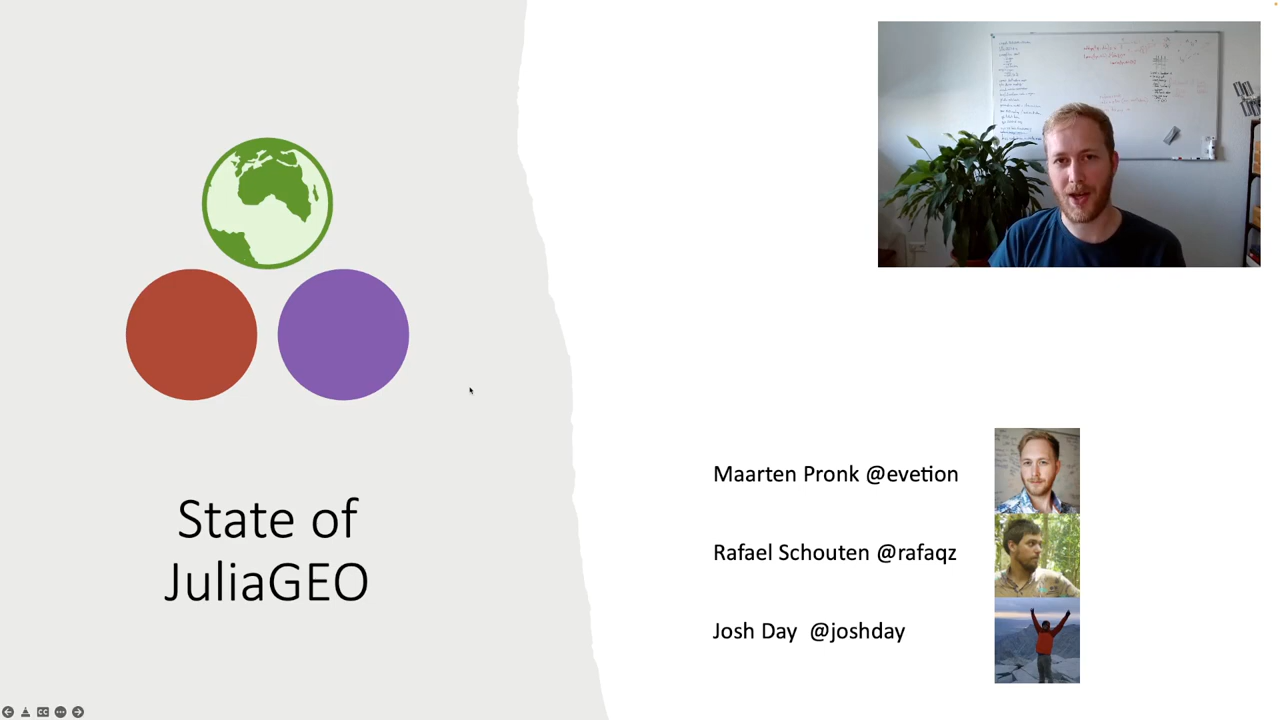 State of
JuliaGEO
Maarten Pronk @evetion
Rafael Schouten @rafaqz
Josh Day @joshday